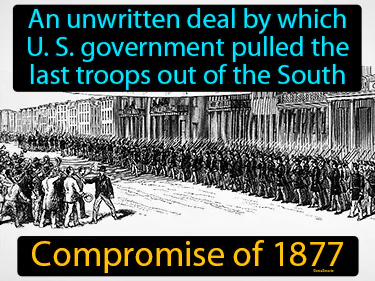 An unwritten deal by which
U. S. government pulled the
last troops out of the South
Compromise of 1877